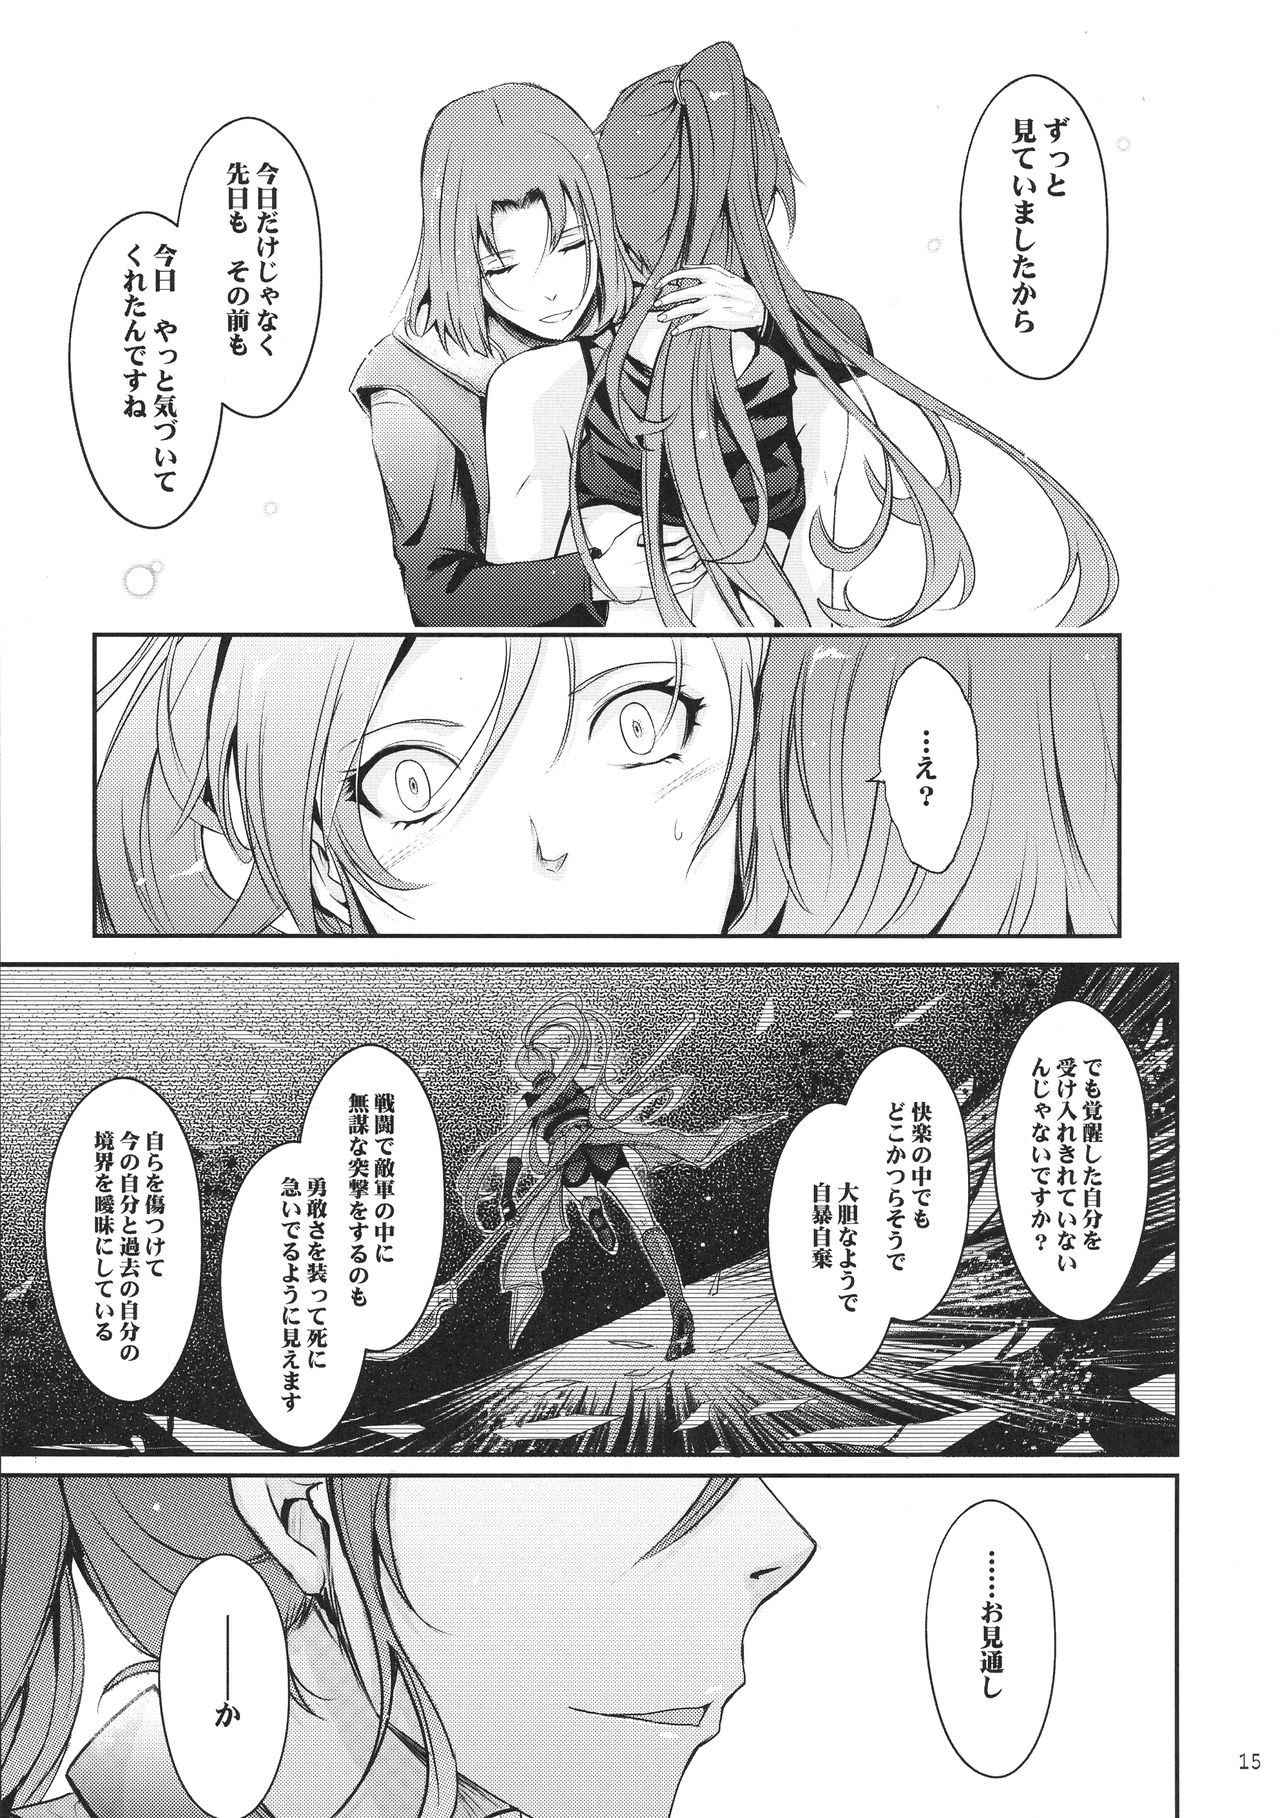 ずっと
見ていましたから
今日だけじゃなく
先日も　その前も
今日　やっと気づいて
くれたんですね
…え？
でも覚醒した自分を
受け入れきれていない
んじゃないですか？
快楽の中でも
どこかつらそうで
大胆なようで
自暴自棄
戦闘で敵軍の中に
無謀な突撃をするのも
勇敢さを装って死に
急いでるように見えます
自らを傷つけて
今の自分と過去の自分の
境界を曖昧にしている
……お見通し
――か
15